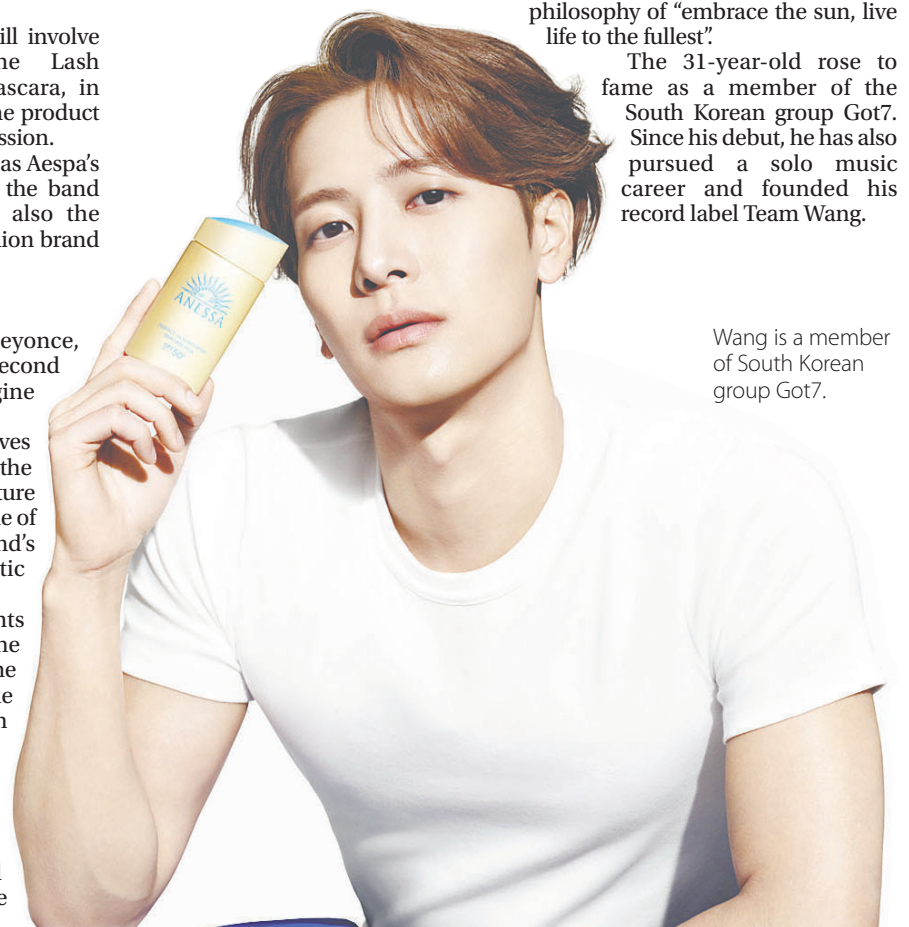 ill involve
ne Lash
ascara, in
ne product
ssion.
as Aespa's
the band
also the
ion brand
eyonce,
econd
gine
ves
the
ture
e of
nd's
tic
nts
he
ne
le
n
l
e
philosophy of “embrace the sun, live
life to the fullest”.
The 31-year-old rose to
fame as a member of the
South Korean group Got7.
Since his debut, he has also
pursued a solo music
career and founded his
record label Team Wang.
ANESSA
Wang is a member
of South Korean
group Got7.